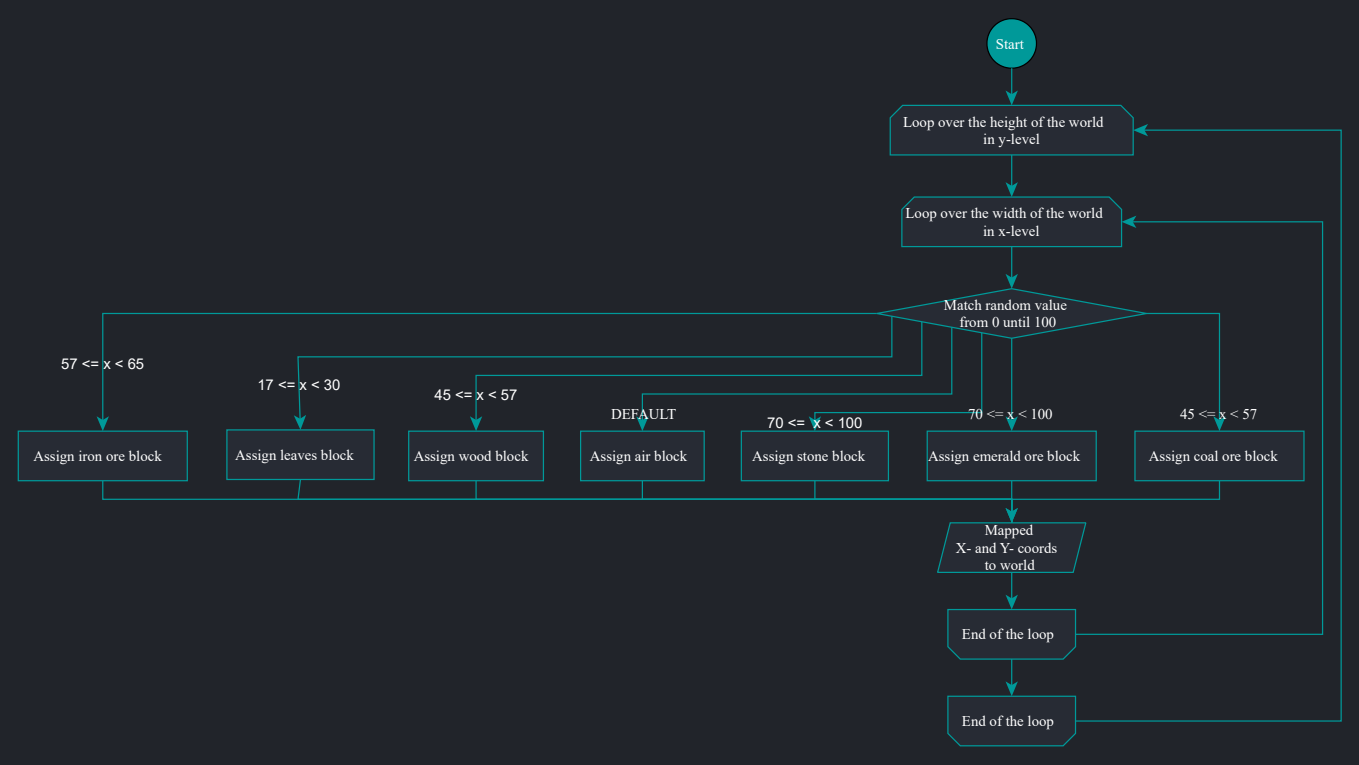 Start
Loop over the height of the world
in y-level
Loop over the width of the world
in x-level
Match random value
from 0 until 100
57 <= x < 65
17 <= x < 30
45 <= x < 57
DEFAULT
70 <= x < 100
70 <= x < 100
45 <= x < 57
Assign iron ore block
Assign leaves block
Assign wood block
Assign air block
Assign stone block
Assign emerald ore block
Assign coal ore block
Mapped
X- and Y- coords
to world
End of the loop
End of the loop